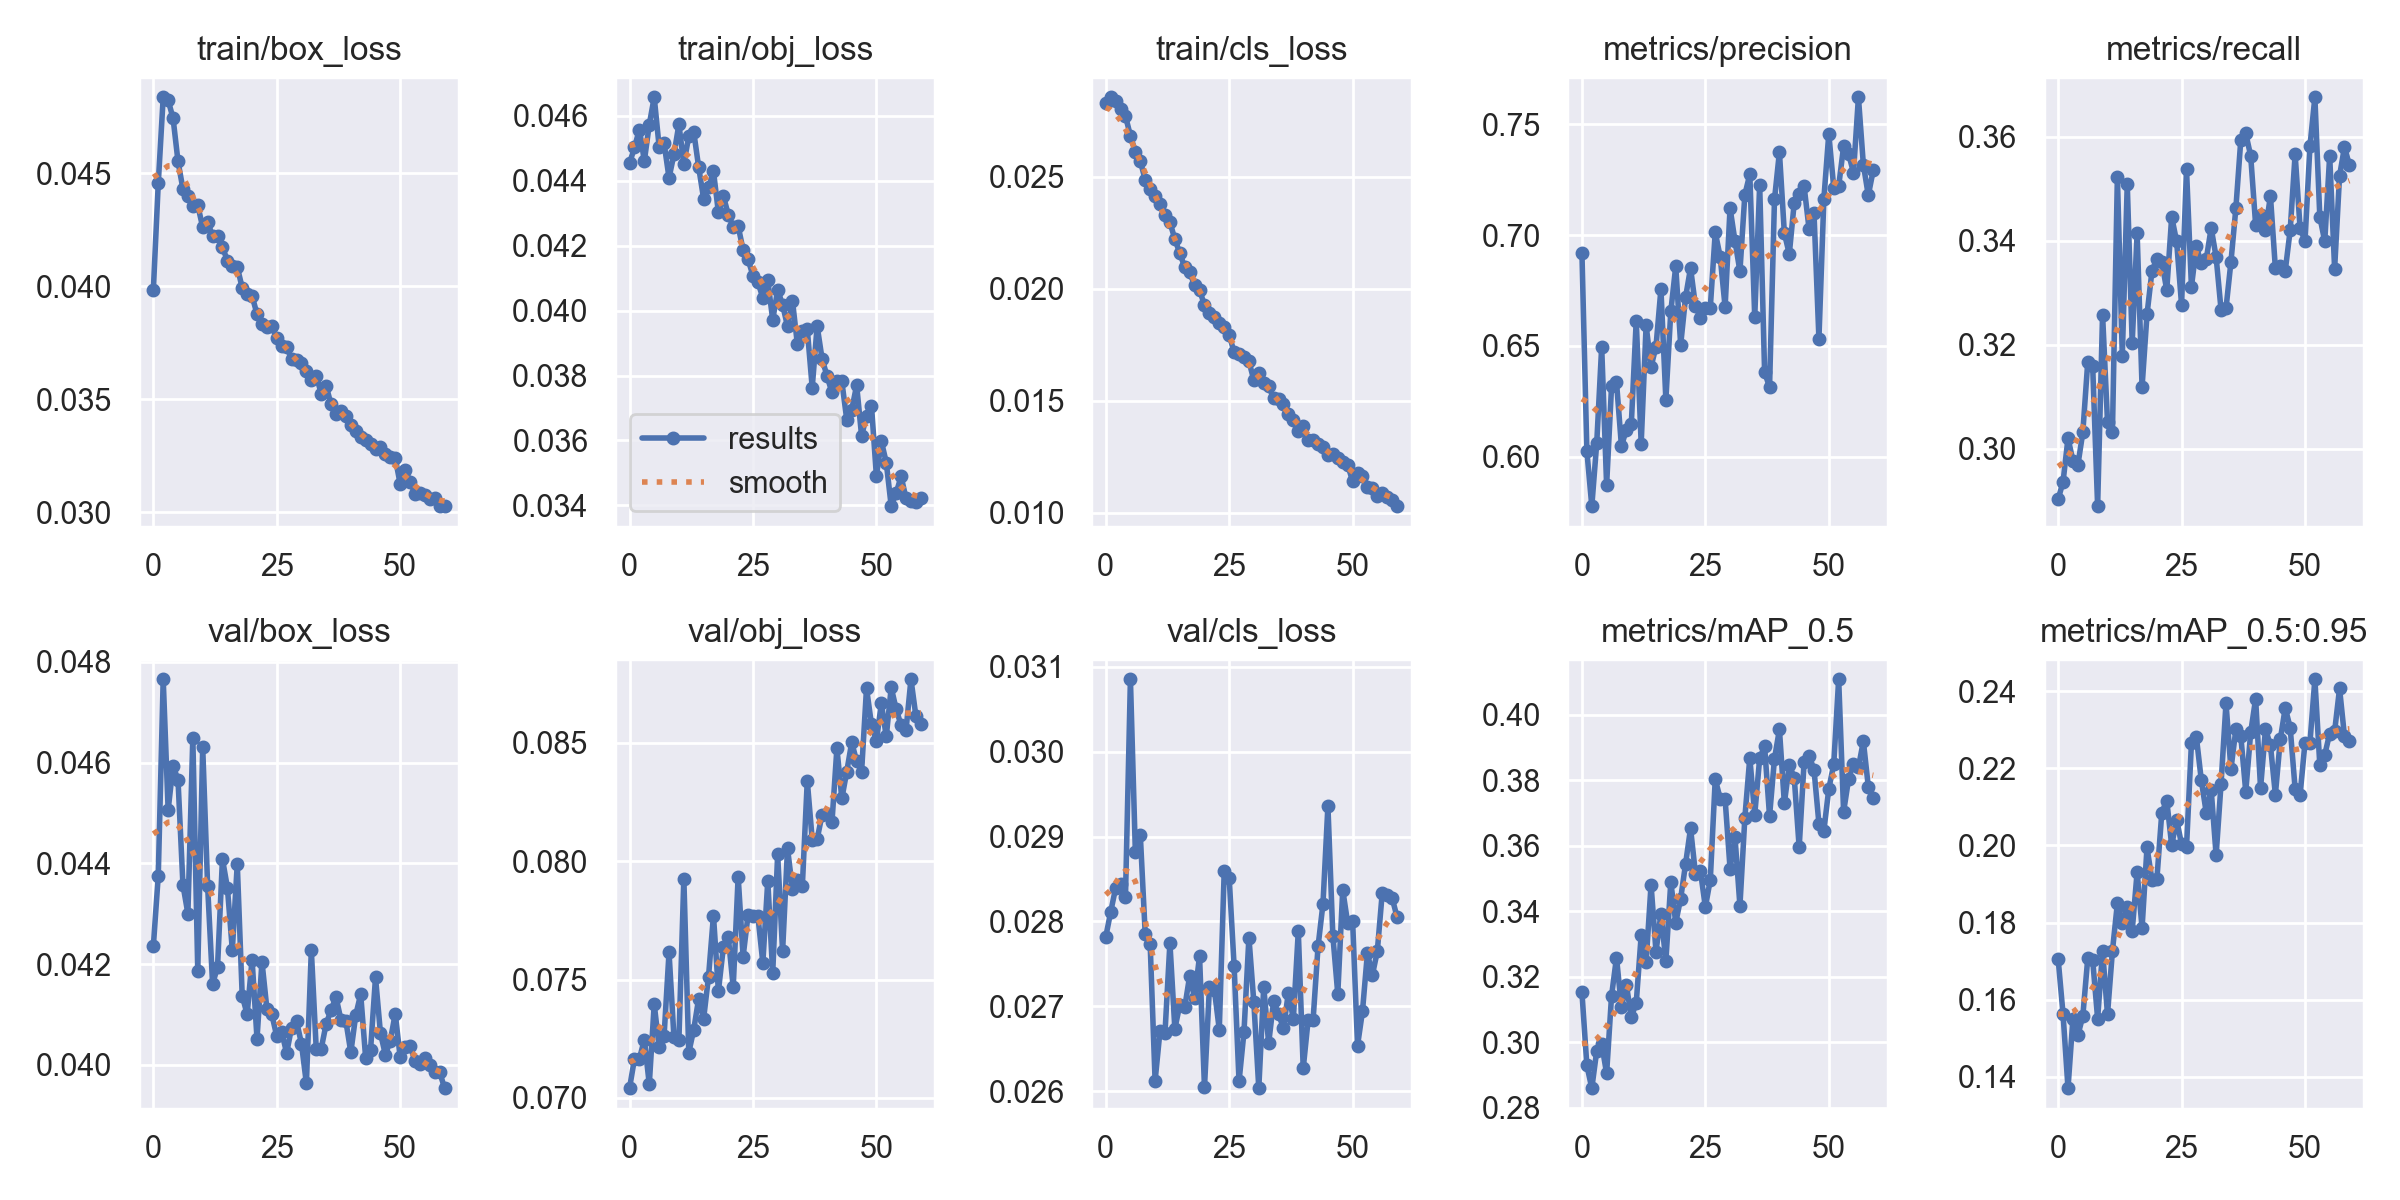 train/box_loss
0.045
0.040
0.035
0.030
0 25 50
train/obj_loss
0.046
0.044
0.042
0.040
0.038
0.036
0.034
results
smooth
0 25 50
train/cls_loss
0.025
0.020
0.015
0.010
0 25 50
metrics/precision
0.75
0.70
0.65
0.60
0 25 50
metrics/recall
0.36
0.34
0.32
0.30
0 25 50
val/box_loss
0.048
0.046
0.044
0.042
0.040
0 25 50
val/obj_loss
0.085
0.080
0.075
0.070
0 25 50
val/cls_loss
0.031
0.030
0.029
0.028
0.027
0.026
0 25 50
metrics/mAP_0.5
0.40
0.38
0.36
0.34
0.32
0.30
0.28
0 25 50
metrics/mAP_0.5:0.95
0.24
0.22
0.20
0.18
0.16
0.14
0 25 50